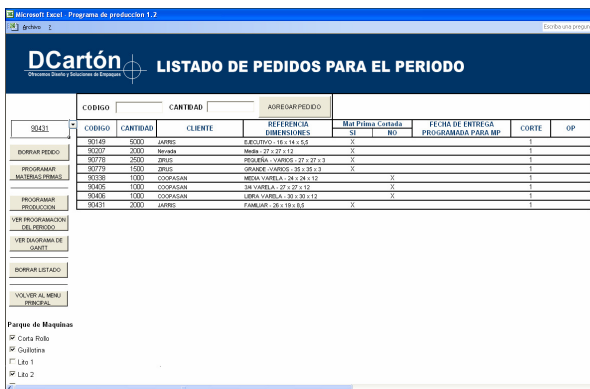 Microsoft Excel - Programa de produccion 1.2
Archivo ?
Escriba una pregun
DCartón
Ofrecemos Diseño y Soluciones de Empaques
LISTADO DE PEDIDOS PARA EL PERIODO
CODIGO CANTIDAD AGREGAR PEDIDO
90431
CODIGO CANTIDAD CLIENTE REFERENCIA DIMENSIONES Mat Prima Cortada SI NO FECHA DE ENTREGA PROGRAMADA PARA MP CORTE OP
90149 5000 JARRIS EJECUTIVO - 16 x 14 x 5,5 X 1
90207 2000 Nevada Media - 27 x 27 x 12 X 1
90778 2500 ZIRUS PEQUEÑA - VARIOS - 27 x 27 x 3 X 1
90779 1500 ZIRUS GRANDE -VARIOS - 35 x 35 x 3 X 1
90338 1000 COOPASAN MEDIA VARELA - 24 x 24 x 12 X 1
90405 1000 COOPASAN 3/4 VARELA - 27 x 27 x 12 X 1
90406 1000 COOPASAN LIBRA VARELA - 30 x 30 x 12 X 1
90431 2000 JARRIS FAMILIAR - 26 x 19 x 8,5 X 1
BORRAR PEDIDO
PROGRAMAR
MATERIAS PRIMAS
PROGRAMAR
PRODUCCION
VER PROGRAMACION
DEL PERIODO
VER DIAGRAMA DE
GANTT
BORRAR LISTADO
VOLVER AL MENU
PRINCIPAL
Parque de Maquinas
Corta Rollo
Guillotina
Lito 1
Lito 2